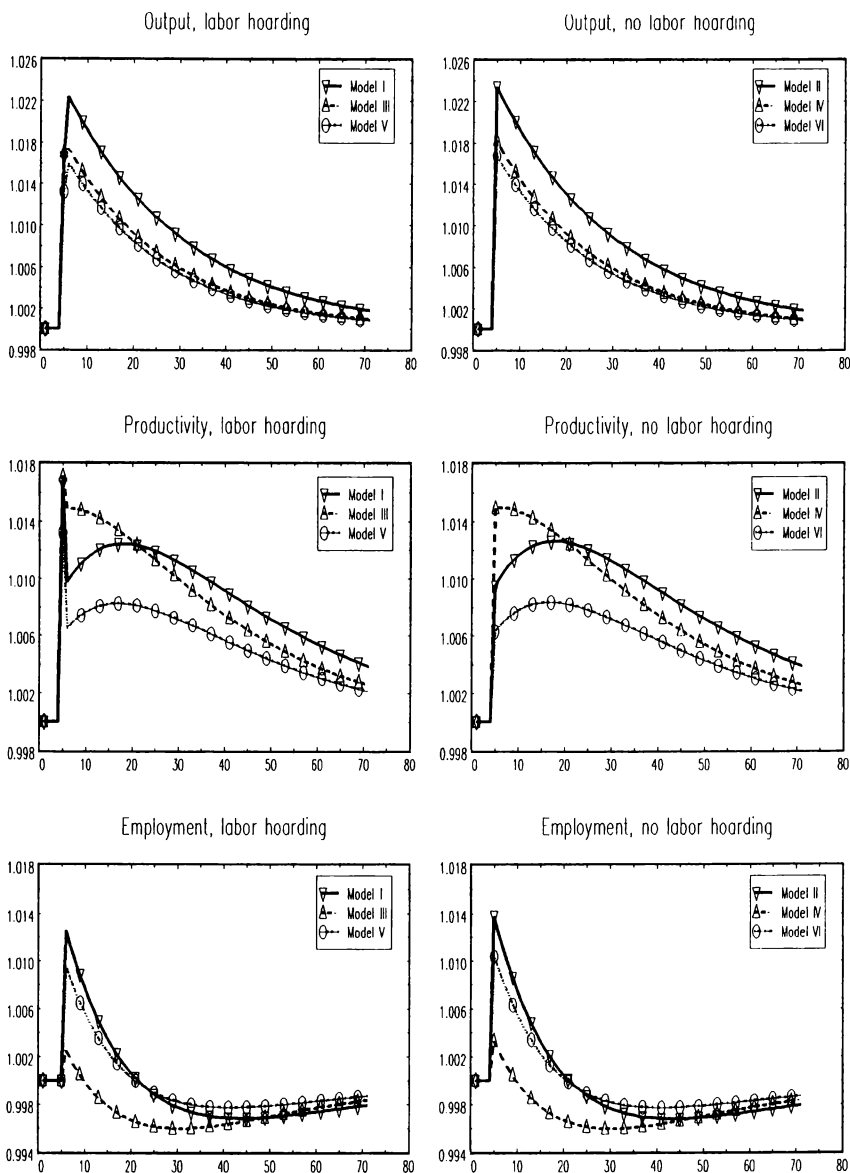 Output, labor hoarding
1.026
1.022
1.018
1.014
1.010
1.006
1.002
0.998
0 10 20 30 40 50 60 70 80
Model I
Model III
Model V
Output, no labor hoarding
1.026
1.022
1.018
1.014
1.010
1.006
1.002
0.998
0 10 20 30 40 50 60 70 80
Model II
Model IV
Model VI
Productivity, labor hoarding
1.018
1.014
1.010
1.006
1.002
0.998
0 10 20 30 40 50 60 70 80
Model I
Model III
Model V
Productivity, no labor hoarding
1.018
1.014
1.010
1.006
1.002
0.998
0 10 20 30 40 50 60 70 80
Model II
Model IV
Model VI
Employment, labor hoarding
1.018
1.014
1.010
1.006
1.002
0.998
0.994
0 10 20 30 40 50 60 70 80
Model I
Model III
Model V
Employment, no labor hoarding
1.018
1.014
1.010
1.006
1.002
0.998
0.994
0 10 20 30 40 50 60 70 80
Model II
Model IV
Model VI